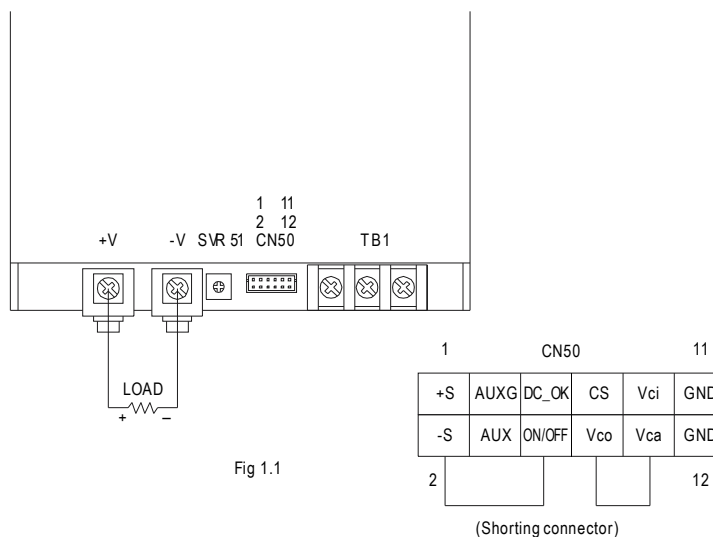 1 11
2 12
+V -V SVR 51 CN50 TB1
LOAD
+ −
Fig 1.1
1 CN50 11
+S AUXG DC_OK CS Vci GND
-S AUX ON/OFF Vco Vca GND
2 12
(Shorting connector)